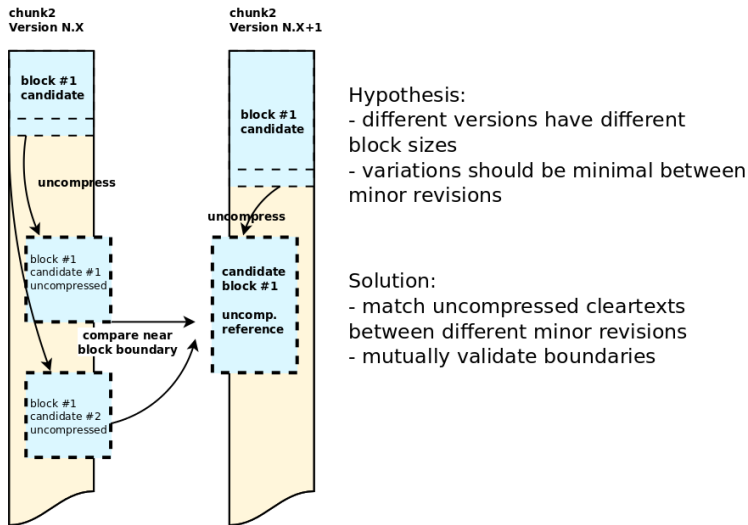 chunk2
Version N.X
block #1
candidate
uncompress
block #1
candidate #1
uncompressed
compare near
block boundary
block #1
candidate #2
uncompressed
chunk2
Version N.X+1
block #1
candidate
uncompress
candidate
block #1
uncomp.
reference
Hypothesis:
- different versions have different
block sizes
- variations should be minimal between
minor revisions
Solution:
- match uncompressed cleartexts
between different minor revisions
- mutually validate boundaries